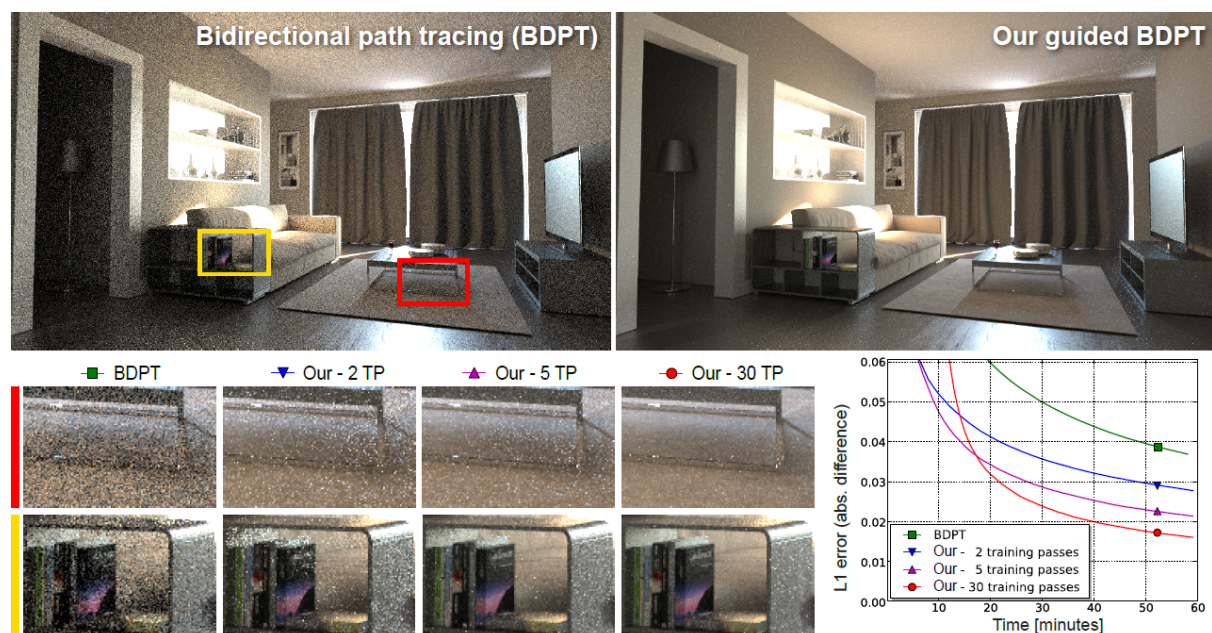 Bidirectional path tracing (BDPT)
Our guided BDPT
BDPT
Our - 2 TP
Our - 5 TP
Our - 30 TP
L1 error (abs. difference)
0.06
0.05
0.04
0.03
0.02
0.01
0.00
BDPT
Our - 2 training passes
Our - 5 training passes
Our - 30 training passes
10 20 30 40 50 60
Time [minutes]